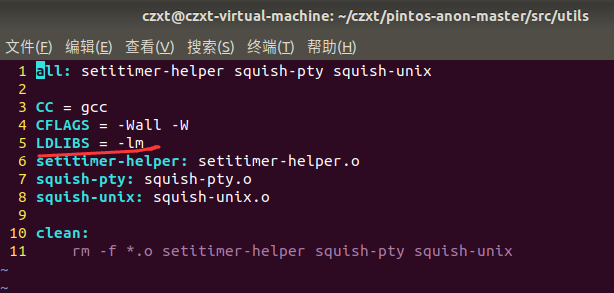 czxt@czxt-virtual-machine: ~/czxt/pintos-anon-master/src/utils
文件(F) 编辑(E) 查看(V) 搜索(S) 终端(T) 帮助(H)
1 all: setitimer-helper squish-pty squish-unix
2
3 CC = gcc
4 CFLAGS = -Wall -W
5 LDLIBS = -lm
6 setitimer-helper: setitimer-helper.o
7 squish-pty: squish-pty.o
8 squish-unix: squish-unix.o
9
10 clean:
11 rm -f *.o setitimer-helper squish-pty squish-unix
~
~